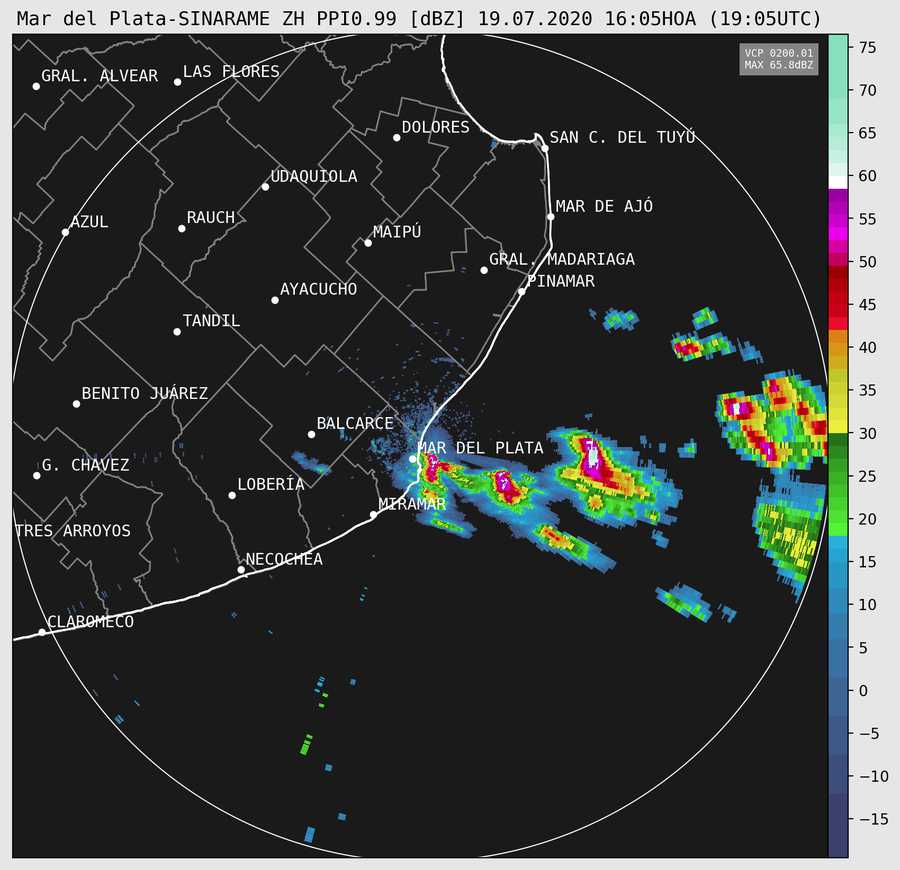 Mar del Plata-SINARAME ZH PPI0.99 [dBZ] 19.07.2020 16:05HOA (19:05UTC)
VCP 0200.01
MAX 65.8dBZ
GRAL. ALVEAR
LAS FLORES
DOLORES
SAN C. DEL TUYÚ
UDAQUIOLA
MAR DE AJÓ
AZUL
RAUCH
MAIPÚ
GRAL. MADARIAGA
PINAMAR
AYACUCHO
TANDIL
BENITO JUÁREZ
BALCARCE
MAR DEL PLATA
G. CHAVEZ
LOBERÍA
MIRAMAR
TRES ARROYOS
NECOCHEA
CLAROMECO
75
70
65
60
55
50
45
40
35
30
25
20
15
10
5
0
−5
−10
−15